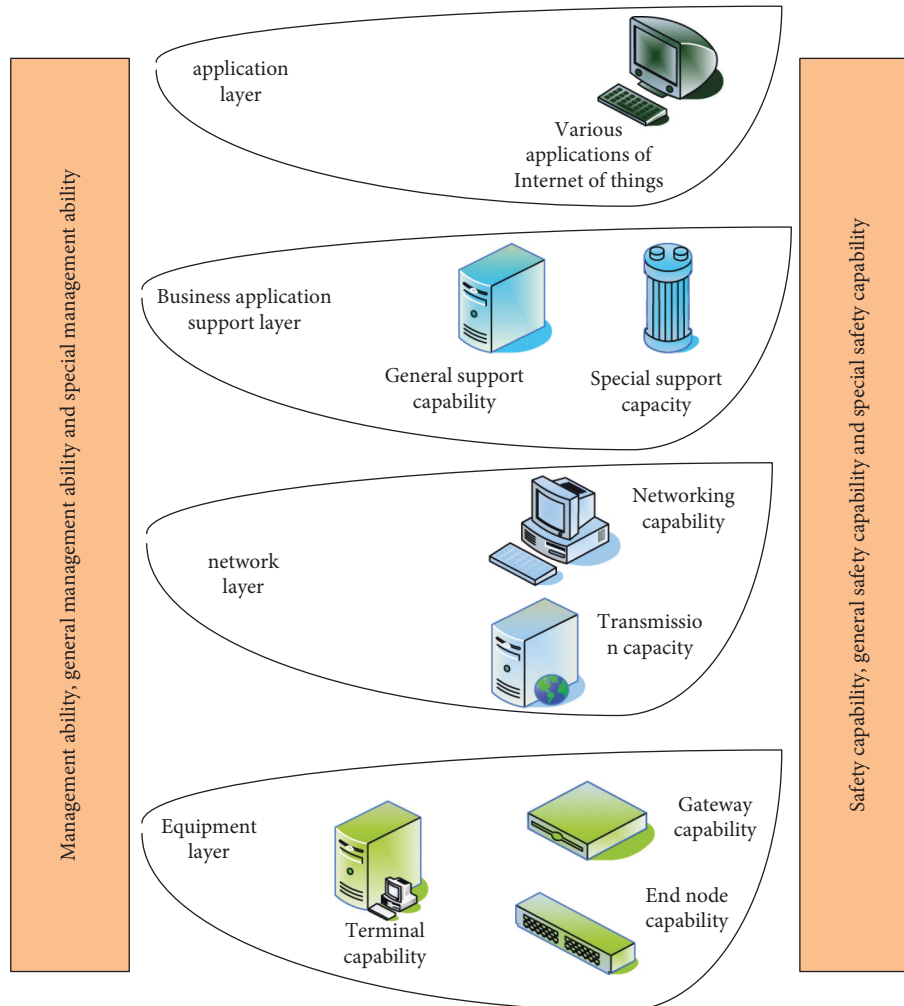 Management ability, general management ability and special management ability
application
layer
Various
applications of
Internet of things
Business application
support layer
General support
capability
Special support
capacity
network
layer
Networking
capability
Transmissio
n capacity
Equipment
layer
Terminal
capability
Gateway
capability
End node
capability
Safety capability, general safety capability and special safety capability